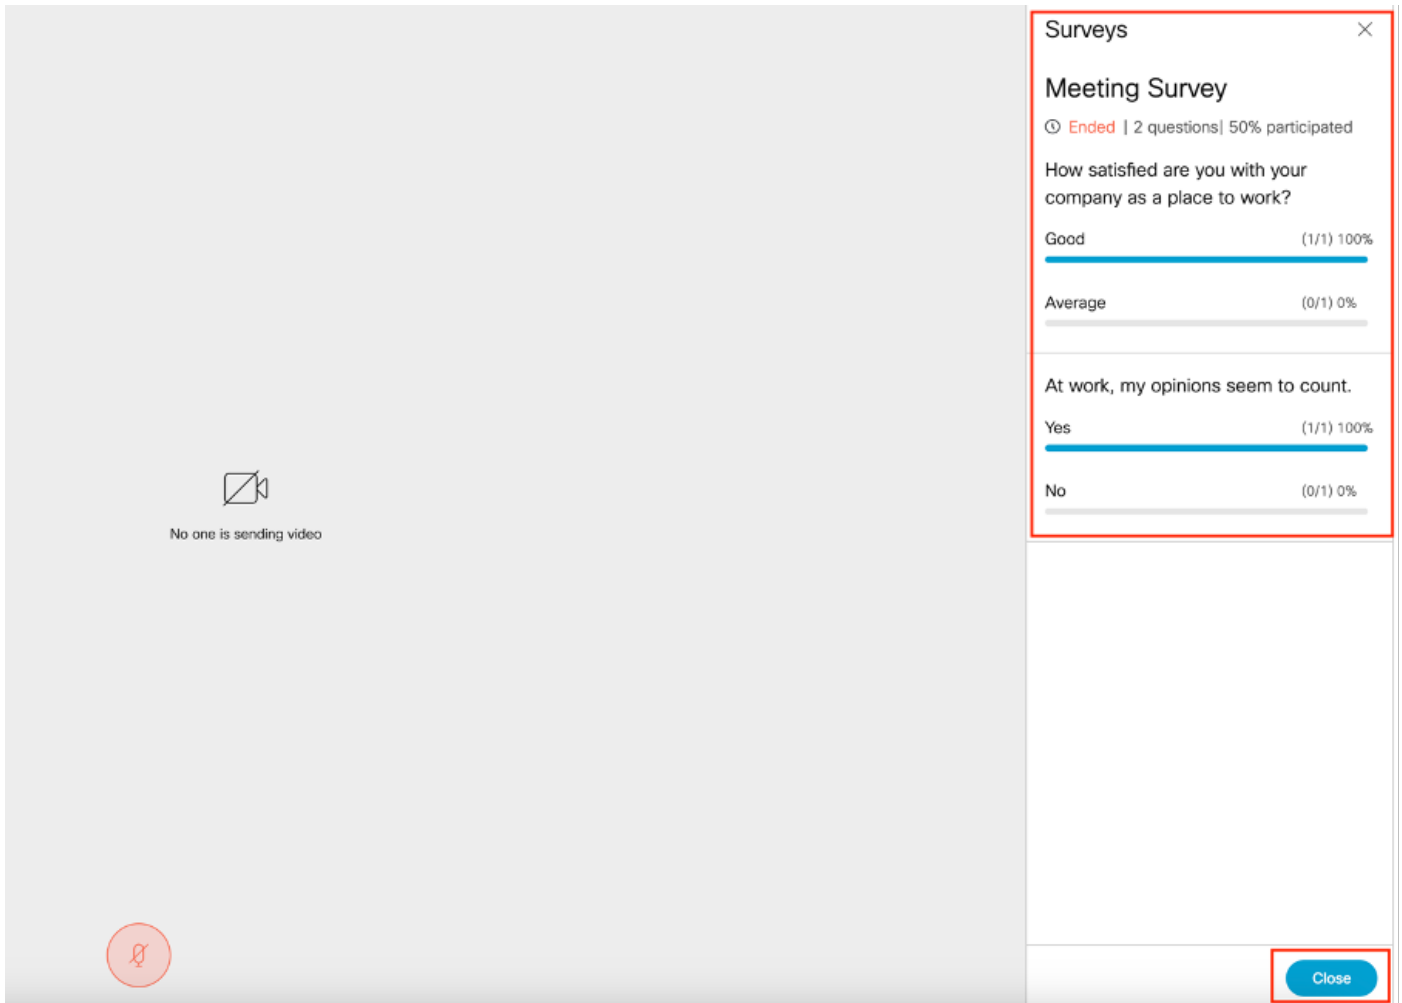 No one is sending video
Surveys
Meeting Survey
Ended | 2 questions| 50% participated
How satisfied are you with your
company as a place to work?
Good (1/1) 100%
Average (0/1) 0%
At work, my opinions seem to count.
Yes (1/1) 100%
No (0/1) 0%
Close